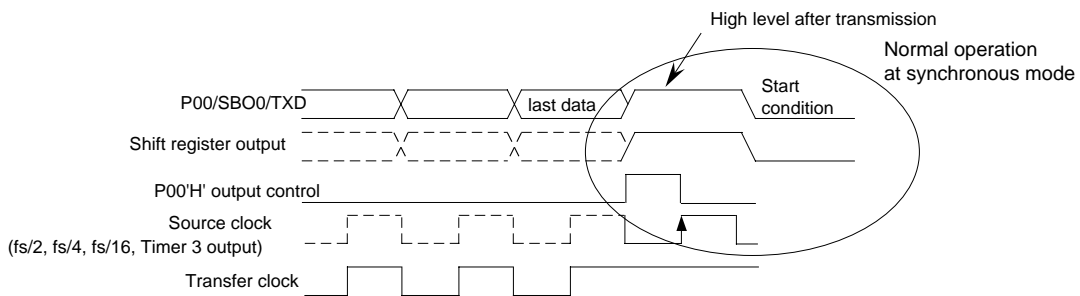 High level after transmission
Normal operation
at synchronous mode
Start
condition
P00/SBO0/TXD
last data
Shift register output
P00'H' output control
Source clock
(fs/2, fs/4, fs/16, Timer 3 output)
Transfer clock